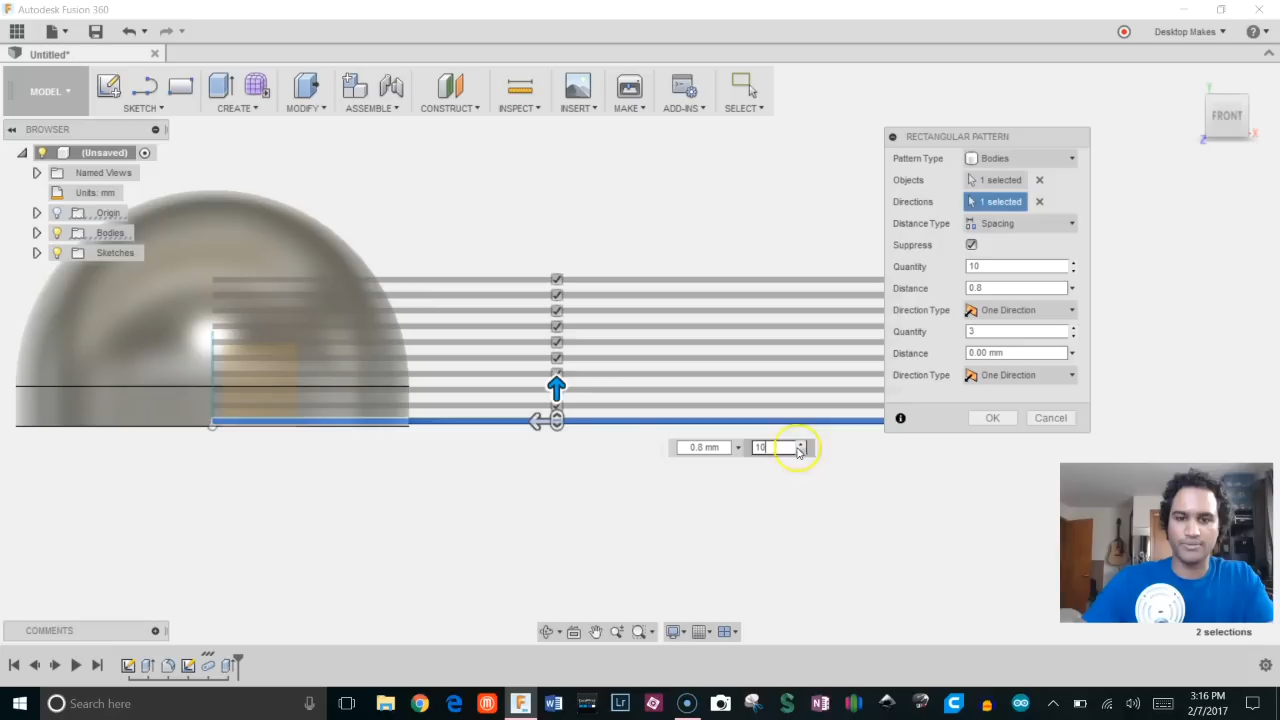 Autodesk Fusion 360
Desktop Makes
Untitled*
MODEL
SKETCH
CREATE
MODIFY
ASSEMBLE
CONSTRUCT
INSPECT
INSERT
MAKE
ADD-INS
SELECT
BROWSER
(Unsaved)
Named Views
Units: mm
Origin
Bodies
Sketches
Y
FRONT
X
Z
RECTANGULAR PATTERN
Pattern Type Bodies
Objects 1 selected
Directions 1 selected
Distance Type Spacing
Suppress
Quantity 10
Distance 0.8
Direction Type One Direction
Quantity 3
Distance 0.00 mm
Direction Type One Direction
OK Cancel
0.8 mm 10
COMMENTS
2 selections
Search here
3:16 PM
2/7/2017